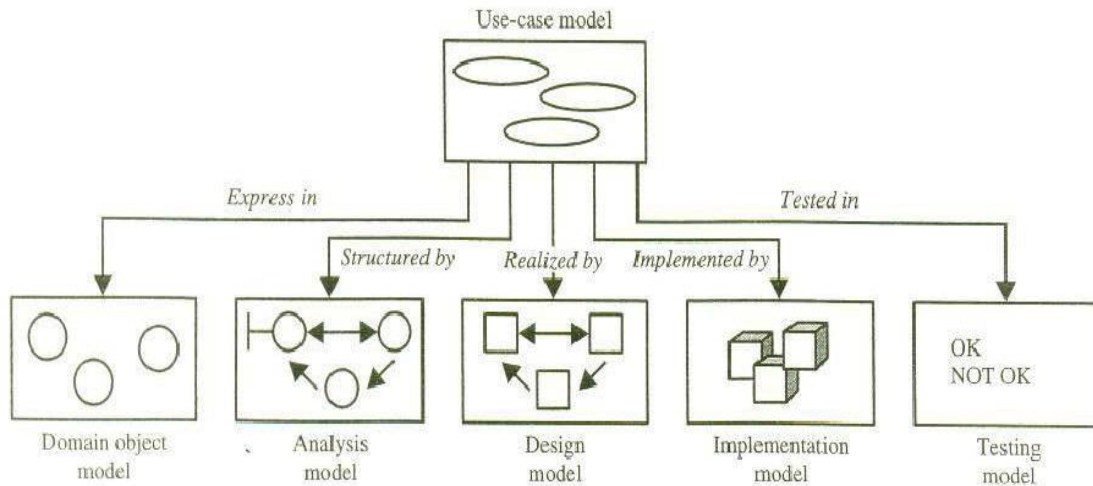 Use-case model
Express in
Tested in
Structured by
Realized by
Implemented by
OK
NOT OK
Domain object
model
Analysis
model
Design
model
Implementation
model
Testing
model